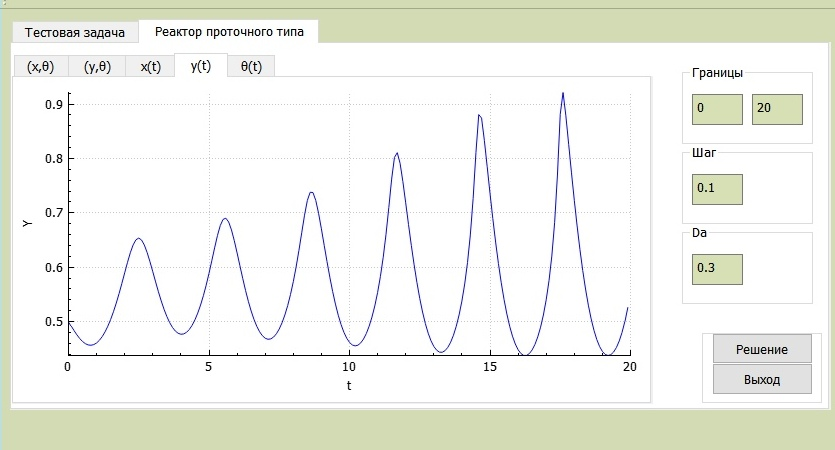 Тестовая задача Реактор проточного типа
(x,θ) (y,θ) x(t) y(t) θ(t)
Границы
0 20
Шаг
0.1
Da
0.3
Решение
Выход
0.9
0.8
0.7
0.6
0.5
Y
0 5 10 15 20
t